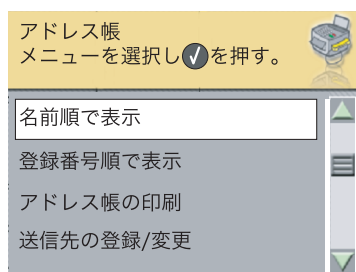 アドレス帳
メニューを選択し✓を押す。
名前順で表示
登録番号順で表示
アドレス帳の印刷
送信先の登録/変更